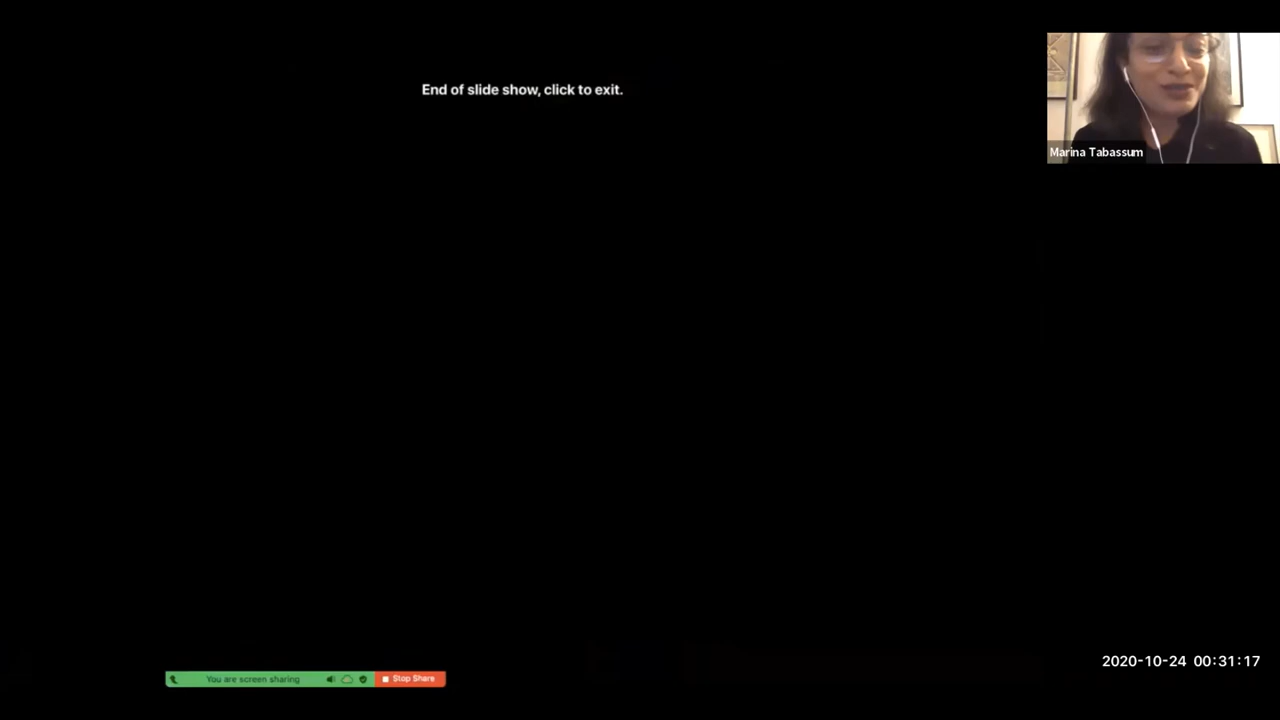 End of slide show, click to exit.
Marina Tabassum
2020-10-24 00:31:17
You are screen sharing
Stop Share